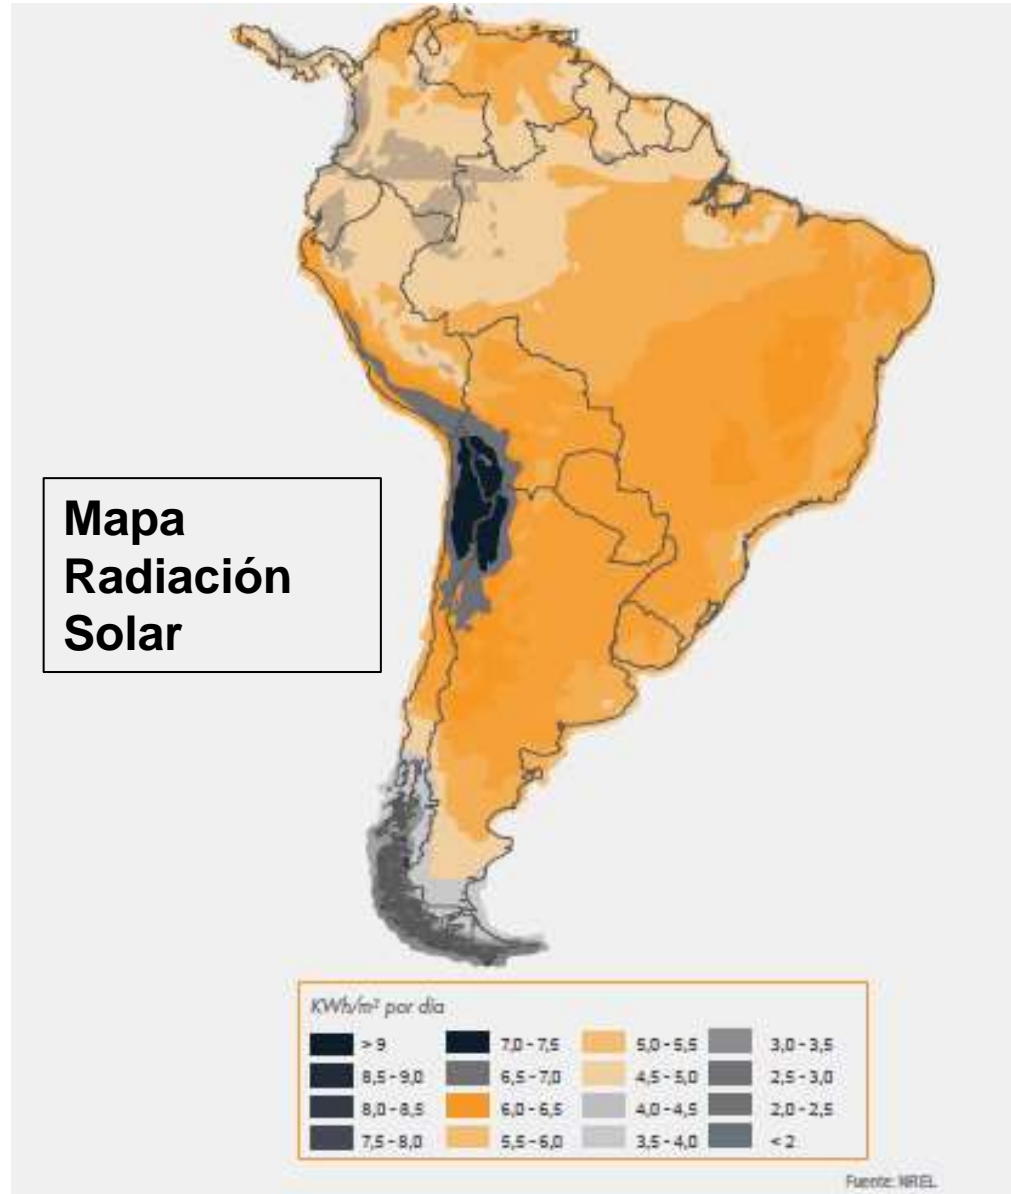 Mapa
Radiación
Solar
KWh/m² por día
> 9
8,5 - 9,0
8,0 - 8,5
7,5 - 8,0
7,0 - 7,5
6,5 - 7,0
6,0 - 6,5
5,5 - 6,0
5,0 - 5,5
4,5 - 5,0
4,0 - 4,5
3,5 - 4,0
3,0 - 3,5
2,5 - 3,0
2,0 - 2,5
< 2
Fuente: NREL